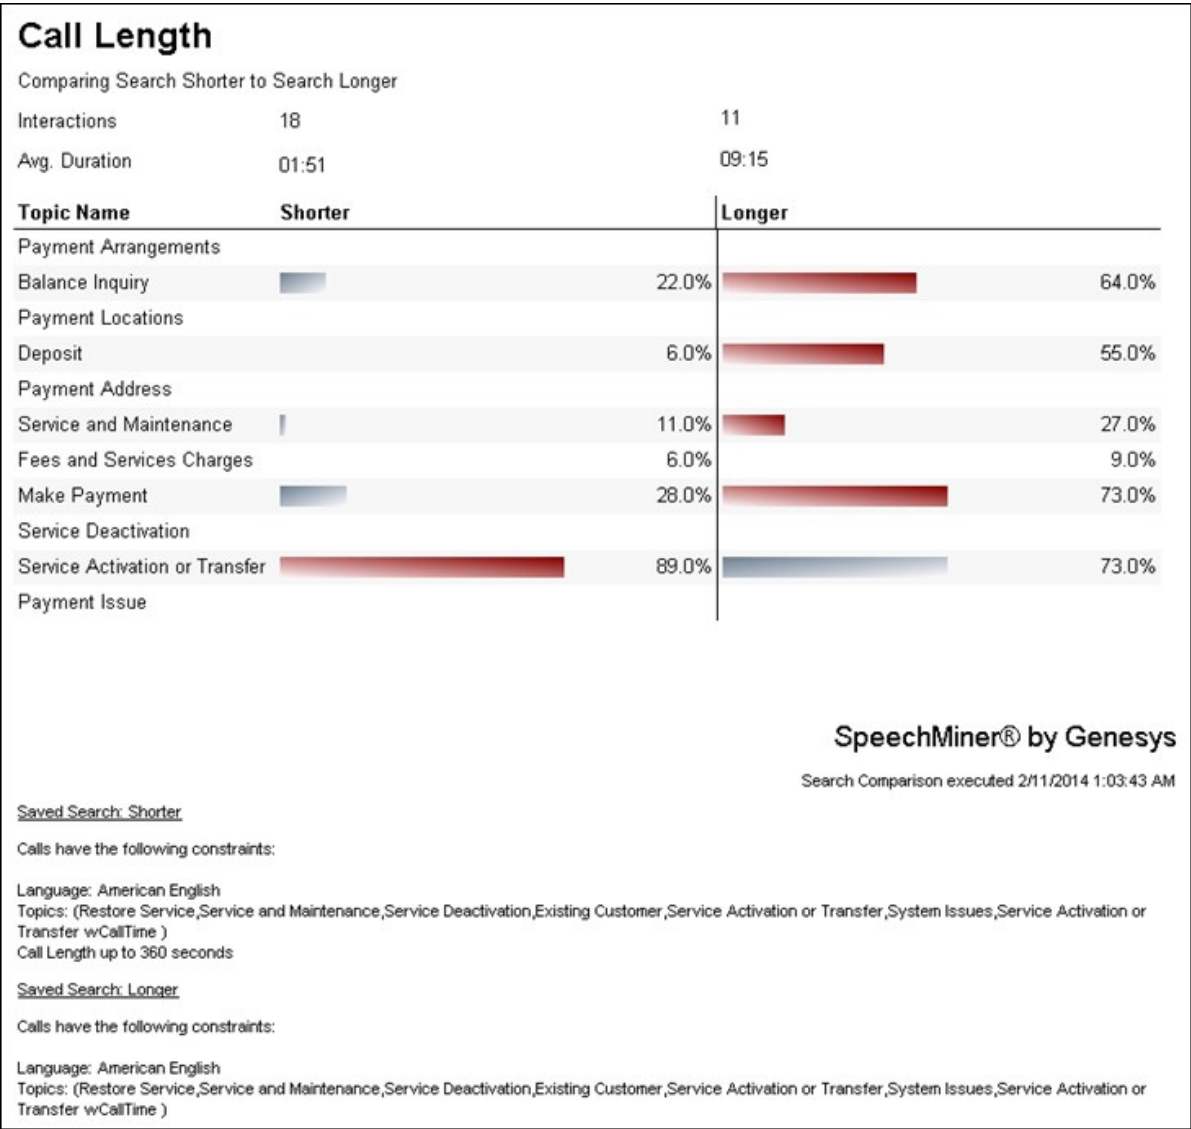 Call Length
Comparing Search Shorter to Search Longer
Interactions 18 11
Avg. Duration 01:51 09:15
Topic Name Shorter Longer
Payment Arrangements
Balance Inquiry 22.0% 64.0%
Payment Locations
Deposit 6.0% 55.0%
Payment Address
Service and Maintenance 11.0% 27.0%
Fees and Services Charges 6.0% 9.0%
Make Payment 28.0% 73.0%
Service Deactivation
Service Activation or Transfer 89.0% 73.0%
Payment Issue
SpeechMiner® by Genesys
Search Comparison executed 2/11/2014 1:03:43 AM
Saved Search: Shorter
Calls have the following constraints:
Language: American English
Topics: (Restore Service,Service and Maintenance,Service Deactivation,Existing Customer,Service Activation or Transfer,System Issues,Service Activation or
Transfer wCallTime )
Call Length up to 360 seconds
Saved Search: Longer
Calls have the following constraints:
Language: American English
Topics: (Restore Service,Service and Maintenance,Service Deactivation,Existing Customer,Service Activation or Transfer,System Issues,Service Activation or
Transfer wCallTime )